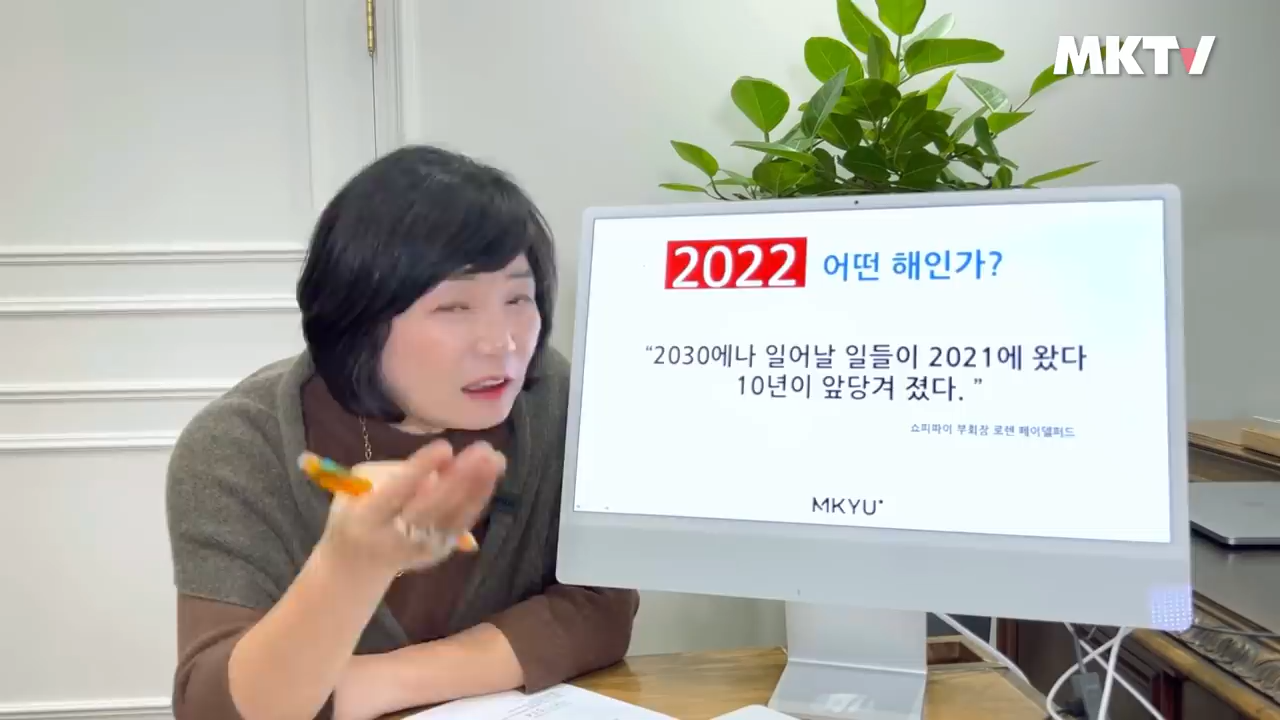 MKTV
2022 어떤 해인가?
“2030에나 일어날 일들이 2021에 왔다
10년이 앞당겨 졌다. ”
쇼피파이 부회장 로렌 페이델퍼드
MKYU